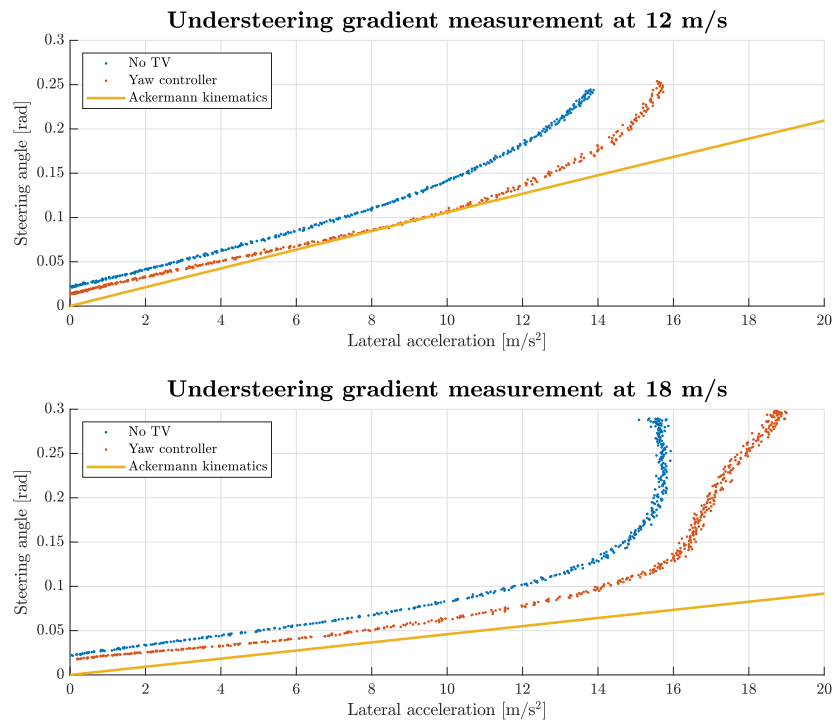 Understeering gradient measurement at 12 m/s
0.3
0.25
0.2
0.15
0.1
0.05
0
Steering angle [rad]
No TV
Yaw controller
Ackermann kinematics
0 2 4 6 8 10 12 14 16 18 20
Lateral acceleration [m/s²]
Understeering gradient measurement at 18 m/s
0.3
0.25
0.2
0.15
0.1
0.05
0
Steering angle [rad]
No TV
Yaw controller
Ackermann kinematics
0 2 4 6 8 10 12 14 16 18 20
Lateral acceleration [m/s²]